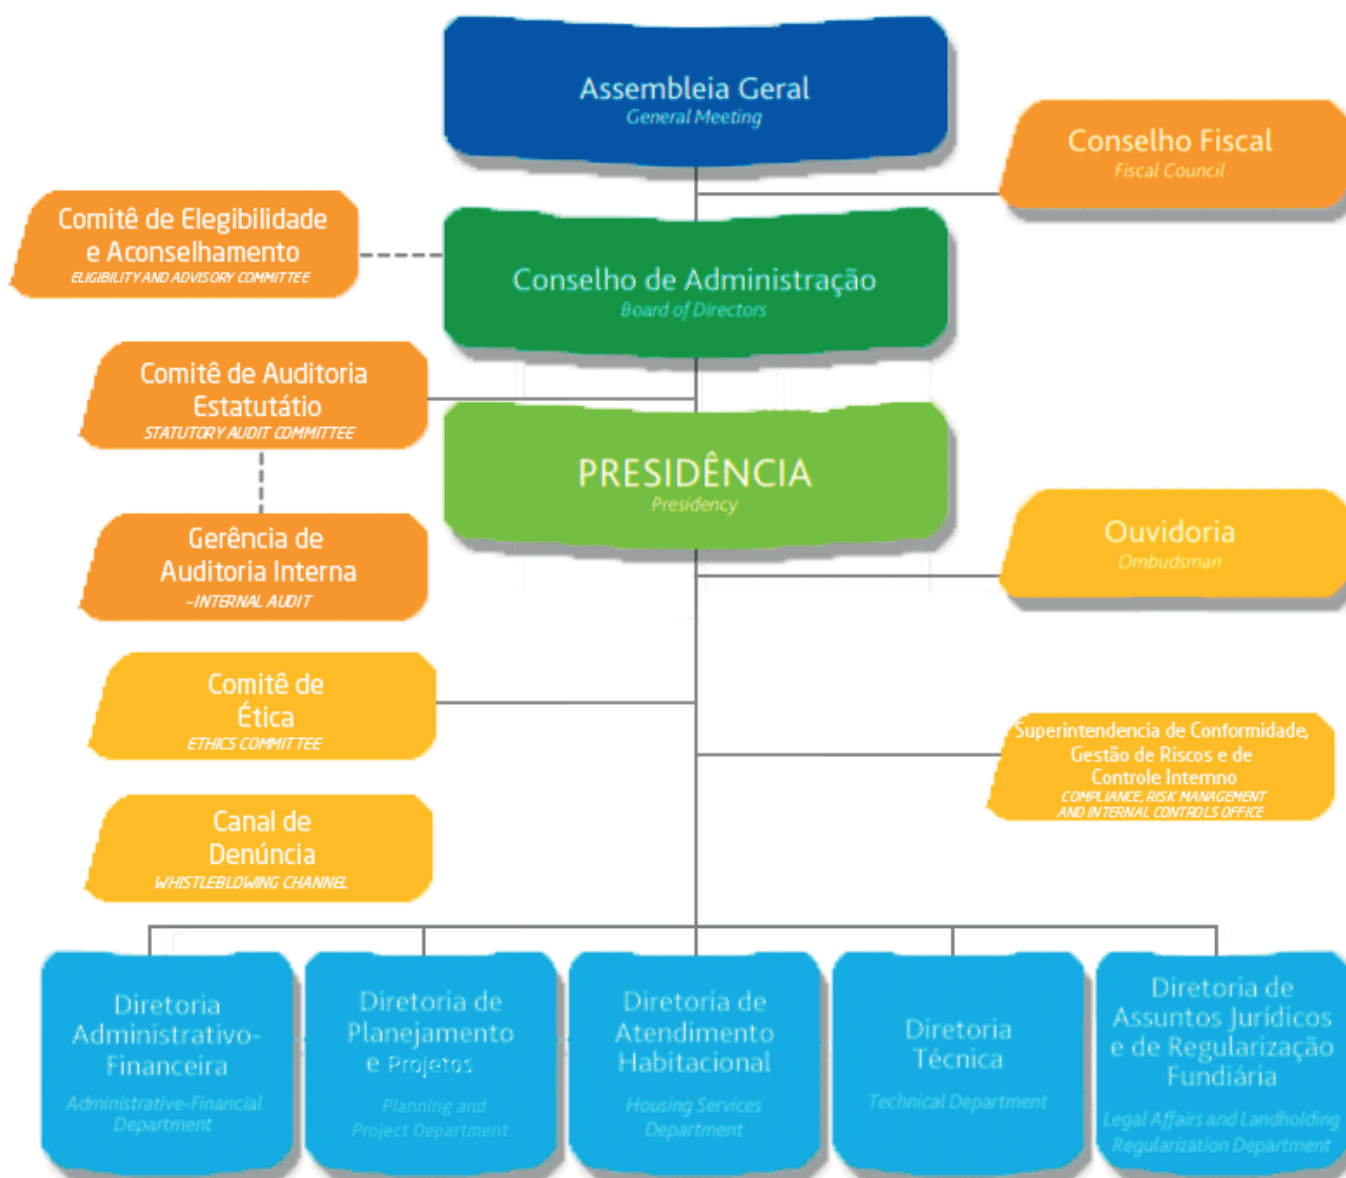 Assembleia Geral
General Meeting
Conselho Fiscal
Fiscal Council
Comitê de Elegibilidade
e Aconselhamento
ELIGIBILITY AND ADVISORY COMMITTEE
Conselho de Administração
Board of Directors
Comitê de Auditoria
Estatutátio
STATUTORY AUDIT COMMITTEE
PRESIDÊNCIA
Presidency
Gerência de
Auditoria Interna
-INTERNAL AUDIT
Ouvidoria
Ombudsman
Comitê de
Ética
ETHICS COMMITTEE
Superintendencia de Conformidade,
Gestão de Riscos e de
Controle Internno
COMPLIANCE, RISK MANAGEMENT
AND INTERNAL CONTROLS OFFICE
Canal de
Denúncia
WHISTLEBLOWING CHANNEL
Diretoria
Administrativo-
Financeira
Administrative-Financial
Department
Diretoria de
Planejamento
e Projetos
Planning and
Project Department
Diretoria de
Atendimento
Habitacional
Housing Services
Department
Diretoria
Técnica
Technical Department
Diretoria de
Assuntos Jurídicos
e de Regularização
Fundiária
Legal Affairs and Landholding
Regularization Department